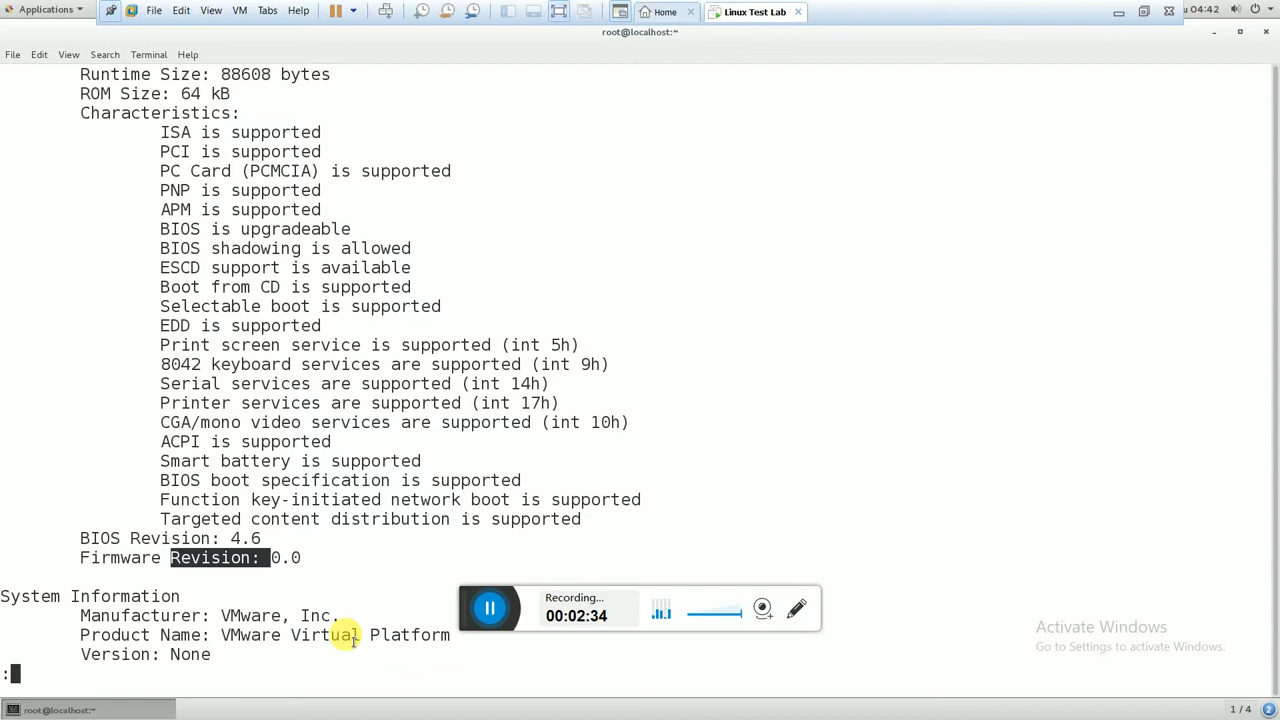 Applications File Edit View VM Tabs Help Home Linux Test Lab 04:42
root@localhost:~
File Edit View Search Terminal Help
Runtime Size: 88608 bytes
ROM Size: 64 kB
Characteristics:
ISA is supported
PCI is supported
PC Card (PCMCIA) is supported
PNP is supported
APM is supported
BIOS is upgradeable
BIOS shadowing is allowed
ESCD support is available
Boot from CD is supported
Selectable boot is supported
EDD is supported
Print screen service is supported (int 5h)
8042 keyboard services are supported (int 9h)
Serial services are supported (int 14h)
Printer services are supported (int 17h)
CGA/mono video services are supported (int 10h)
ACPI is supported
Smart battery is supported
BIOS boot specification is supported
Function key-initiated network boot is supported
Targeted content distribution is supported
BIOS Revision: 4.6
Firmware Revision: 0.0
System Information
Manufacturer: VMware, Inc.
Product Name: VMware Virtual Platform
Version: None
:
Recording...
00:02:34
Activate Windows
Go to Settings to activate Windows.
root@localhost:~ 1 / 4 2